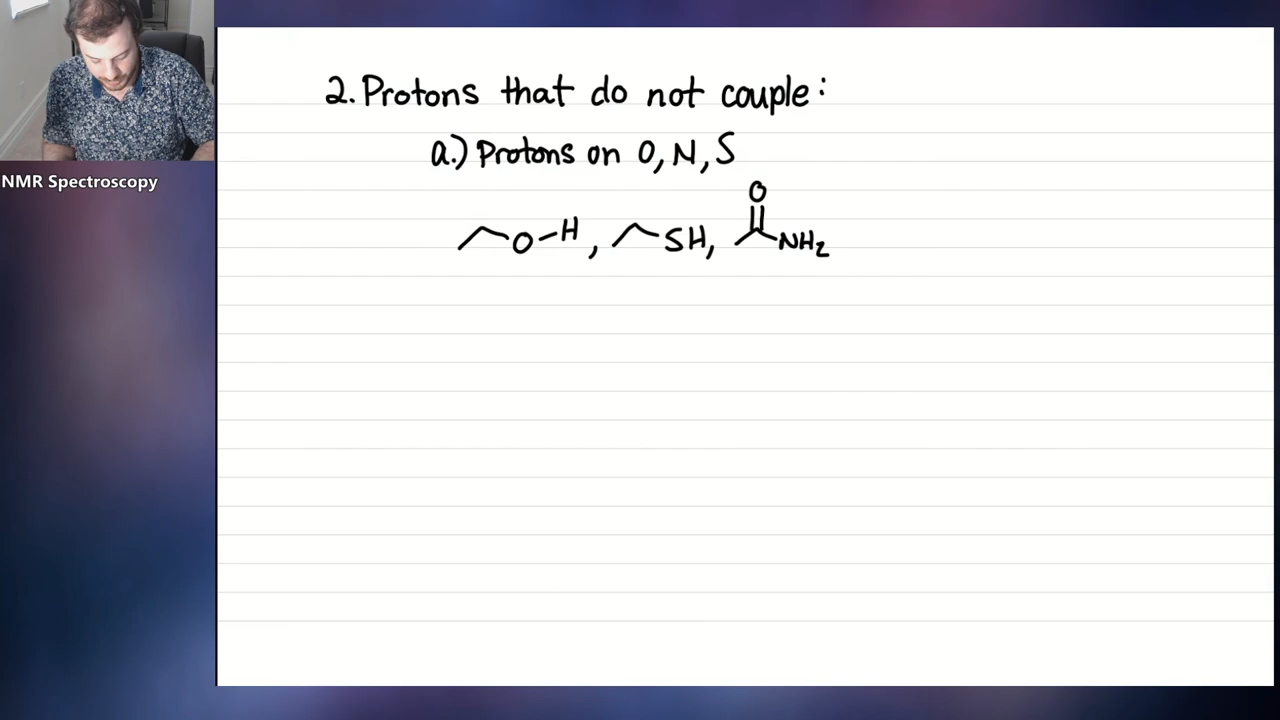 2. Protons that do not couple:
a.) Protons on O, N, S
NMR Spectroscopy
O
O-H, SH, NH₂